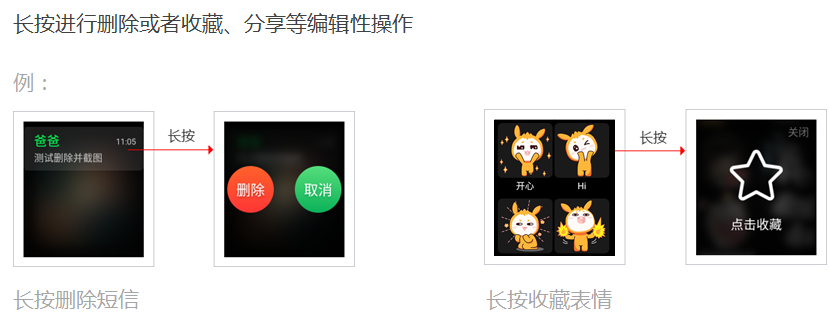 长按进行删除或者收藏、分享等编辑性操作
例：
爸爸
11:05
测试删除并截图
长按
删除
取消
长按删除短信
开心
Hi
长按
关闭
点击收藏
长按收藏表情